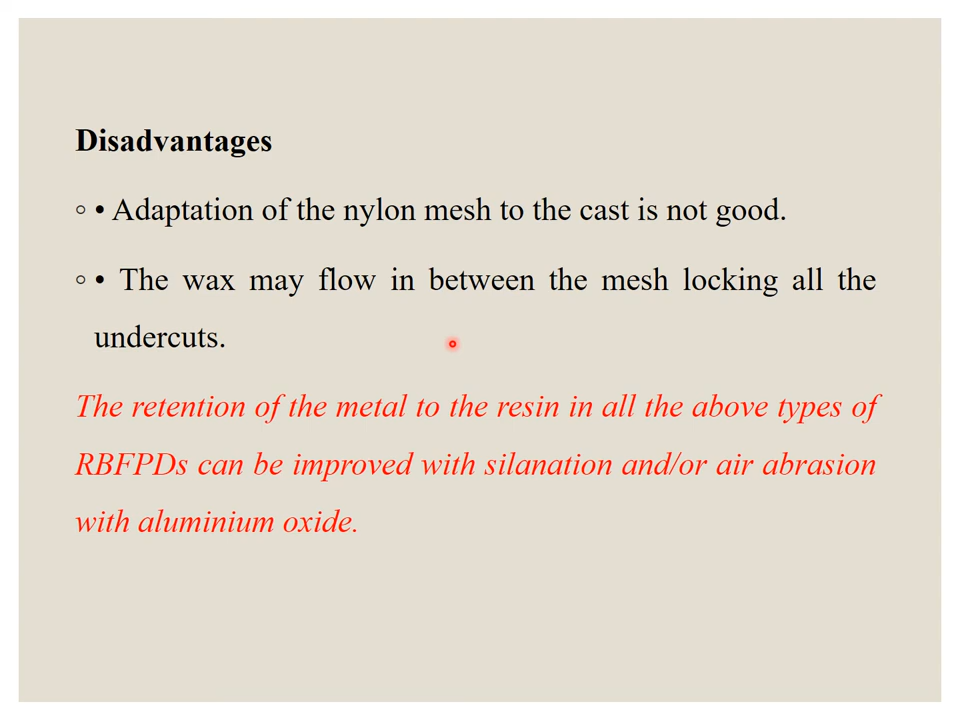 Disadvantages
◦ • Adaptation of the nylon mesh to the cast is not good.
◦ • The wax may flow in between the mesh locking all the
undercuts.
The retention of the metal to the resin in all the above types of
RBFPDs can be improved with silanation and/or air abrasion
with aluminium oxide.